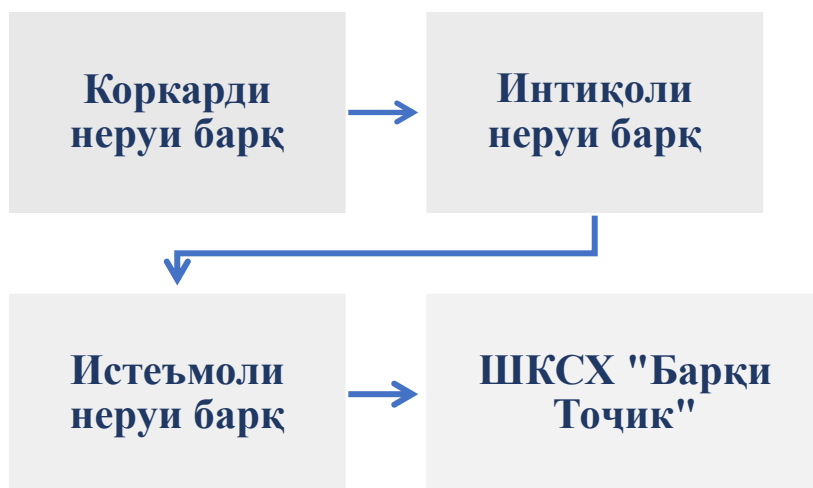 Коркарди
неруи барқ
Интиқоли
неруи барқ
Истеъмоли
неруи барқ
ШКСХ "Барқи
Тоҷик"